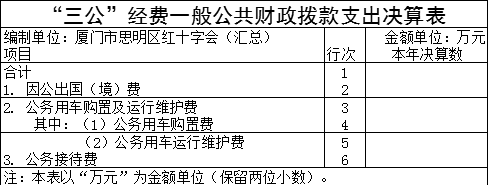 “三公”经费一般公共财政拨款支出决算表
编制单位：厦门市思明区红十字会（汇总） 金额单位：万元
项目 行次 本年决算数
合计 1
1. 因公出国（境）费 2
2. 公务用车购置及运行维护费 3
其中：（1）公务用车购置费 4
（2）公务用车运行维护费 5
3. 公务接待费 6
注：本表以“万元”为金额单位（保留两位小数）。